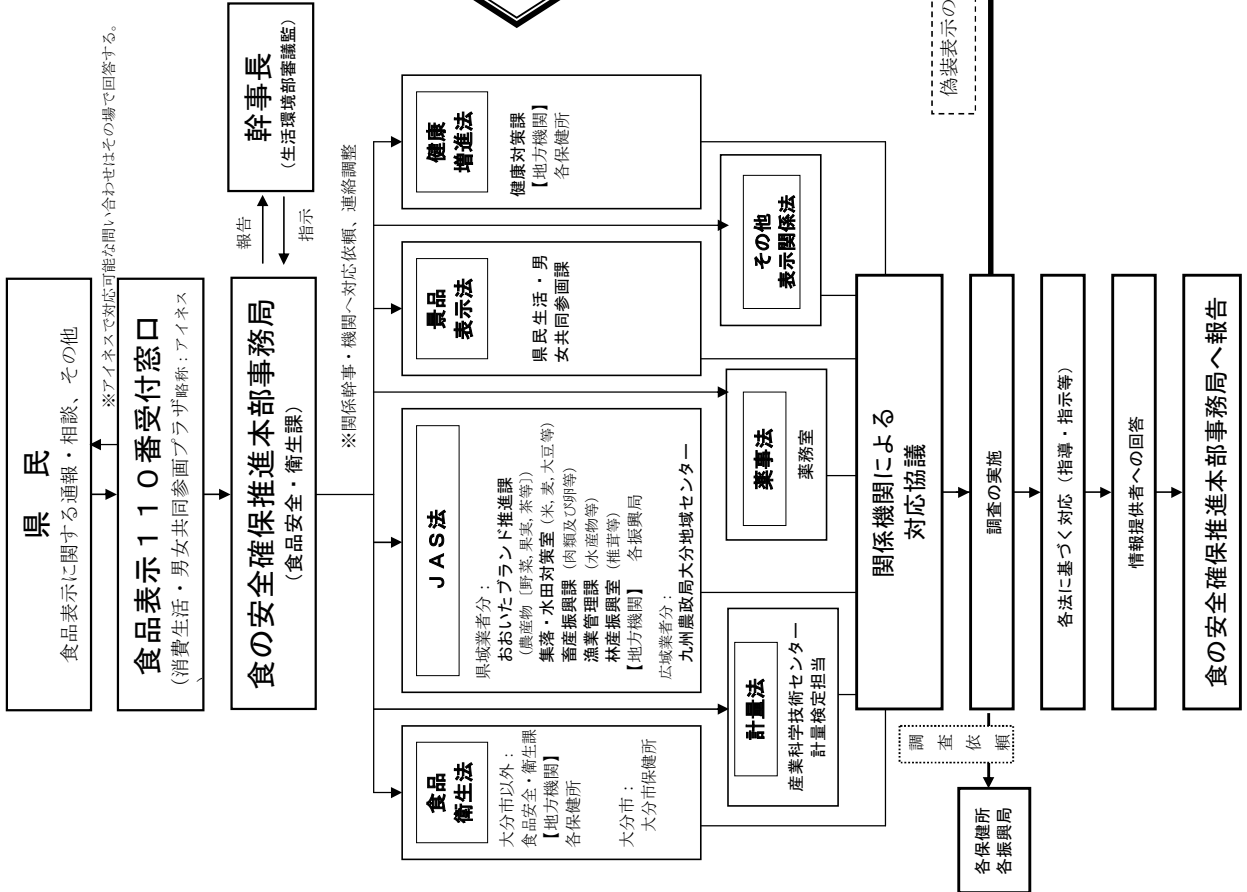 県　民
食品表示に関する通報・相談、その他
※アイネスで対応可能な問い合わせはその場で回答する。
食品表示１１０番受付窓口
(消費生活・男女共同参画プラザ略称：アイネス
食の安全確保推進本部事務局
(食品安全・衛生課)
報告
指示
幹事長
(生活環境部審議監)
※関係幹事・機関へ対応依頼、連絡調整
食品
衛生法
大分市以外：
食品安全・衛生課
【地方機関】
各保健所
大分市：
大分市保健所
ＪＡＳ法
県域業者分：
おおいたブランド推進課
(農産物〔野菜,果実,茶等〕)
集落・水田対策室 (米,麦,大豆等)
畜産振興課 (肉類及び卵等)
漁業管理課 (水産物等)
林産振興室 (椎茸等)
【地方機関】　各振興局
広域業者分：
九州農政局大分地域センター
景品
表示法
県民生活・男
女共同参画課
健康
増進法
健康対策課
【地方機関】
各保健所
計量法
産業科学技術センター
計量検定担当
薬事法
薬務室
その他
表示関係法
関係機関による
対応協議
調査の実施
調査依頼
各保健所
各振興局
偽装表示の
各法に基づく対応（指導・指示等）
情報提供者への回答
食の安全確保推進本部事務局へ報告